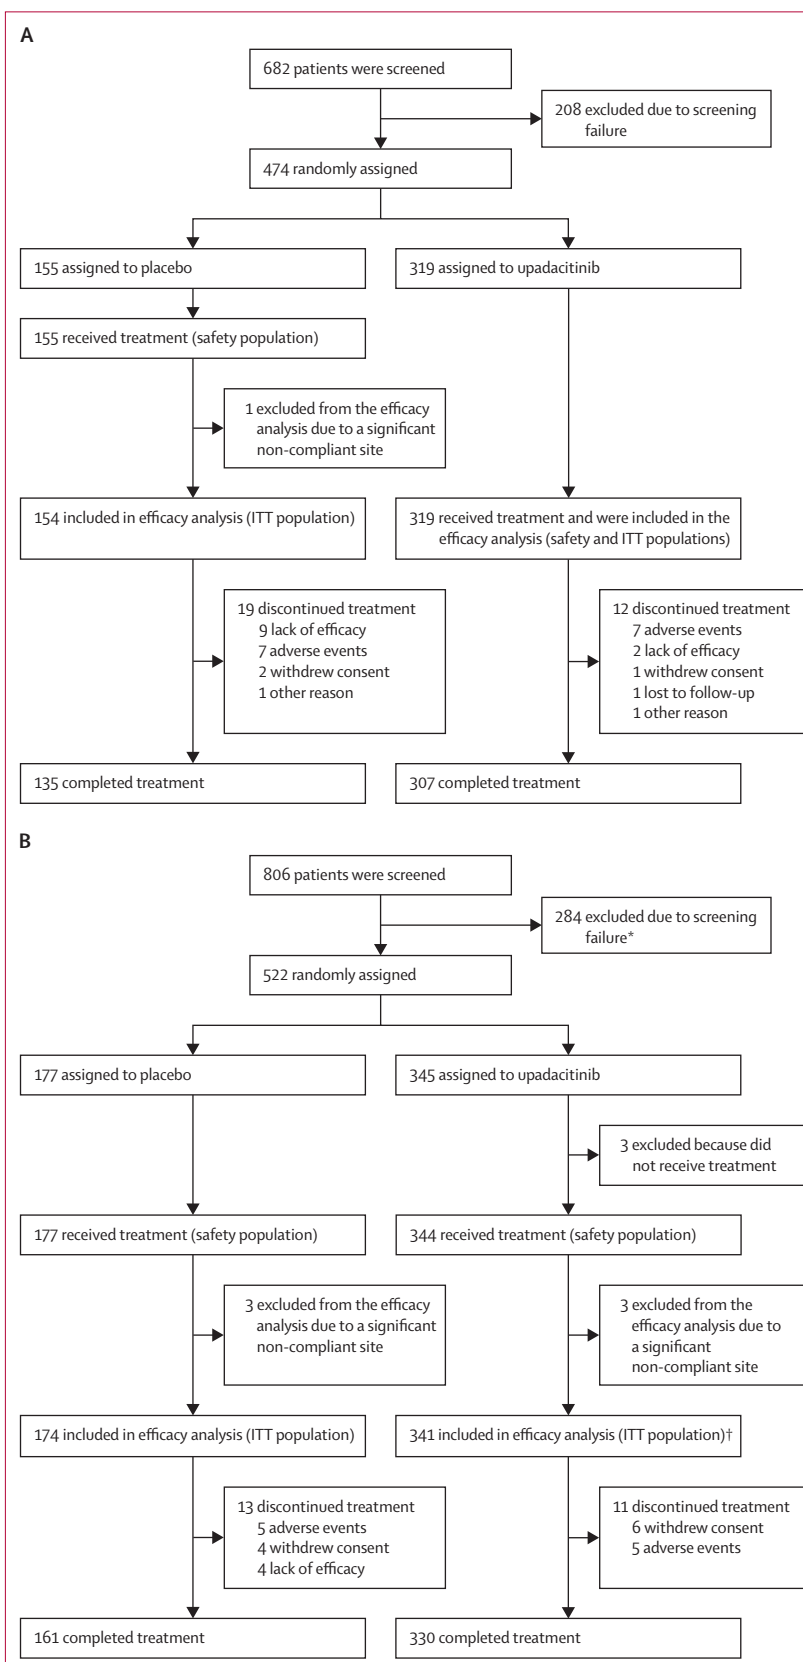 A
682 patients were screened
208 excluded due to screening
failure
474 randomly assigned
155 assigned to placebo
319 assigned to upadacitinib
155 received treatment (safety population)
1 excluded from the efficacy
analysis due to a significant
non-compliant site
154 included in efficacy analysis (ITT population)
319 received treatment and were included in the
efficacy analysis (safety and ITT populations)
19 discontinued treatment
9 lack of efficacy
7 adverse events
2 withdrew consent
1 other reason
12 discontinued treatment
7 adverse events
2 lack of efficacy
1 withdrew consent
1 lost to follow-up
1 other reason
135 completed treatment
307 completed treatment
B
806 patients were screened
284 excluded due to screening
failure*
522 randomly assigned
177 assigned to placebo
345 assigned to upadacitinib
3 excluded because did
not receive treatment
177 received treatment (safety population)
344 received treatment (safety population)
3 excluded from the efficacy
analysis due to a significant
non-compliant site
3 excluded from the
efficacy analysis due to
a significant
non-compliant site
174 included in efficacy analysis (ITT population)
341 included in efficacy analysis (ITT population)†
13 discontinued treatment
5 adverse events
4 withdrew consent
4 lack of efficacy
11 discontinued treatment
6 withdrew consent
5 adverse events
161 completed treatment
330 completed treatment